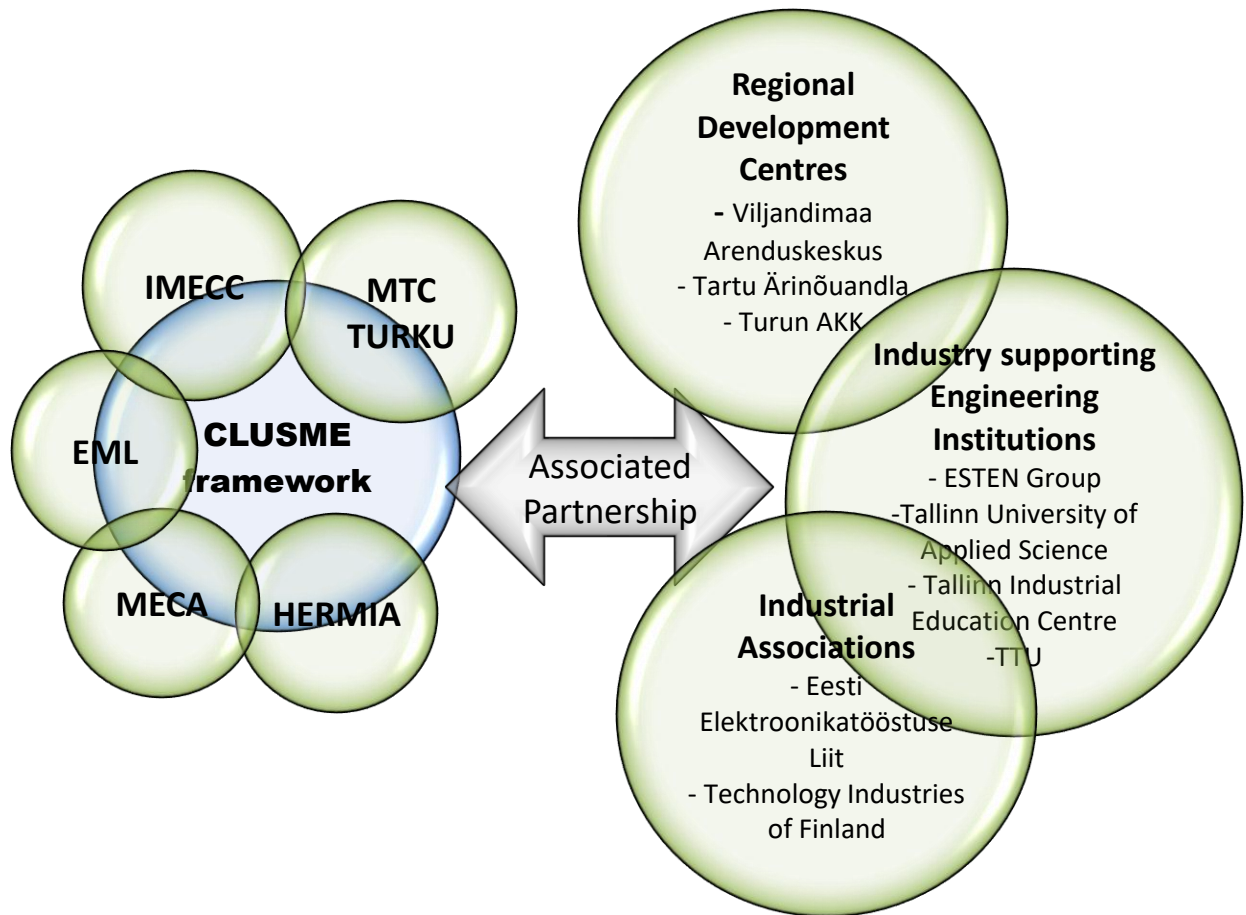 IMECC
MTC
TURKU
EML
CLUSME
framework
MECA
HERMIA
Associated
Partnership
Regional
Development
Centres
- Viljandimaa
Arenduskeskus
- Tartu Ärinõuandla
- Turun AKK
Industry supporting
Engineering
Institutions
- ESTEN Group
-Tallinn University of
Applied Science
- Tallinn Industrial
Education Centre
-TTU
Industrial
Associations
- Eesti
Elektroonikatööstuse
Liit
- Technology Industries
of Finland